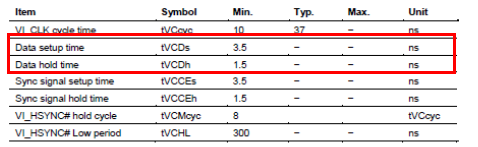 Item Symbol Min. Typ. Max. Unit
VI_CLK cycle time tVCcyc 10 37 – ns
Data setup time tVCDs 3.5 – – ns
Data hold time tVCDh 1.5 – – ns
Sync signal setup time tVCCEs 3.5 – – ns
Sync signal hold time tVCCEh 1.5 – – ns
VI_HSYNC# hold cycle tVCMcyc 8 tVCcyc
VI_HSYNC# Low period tVCHL 300 – – ns